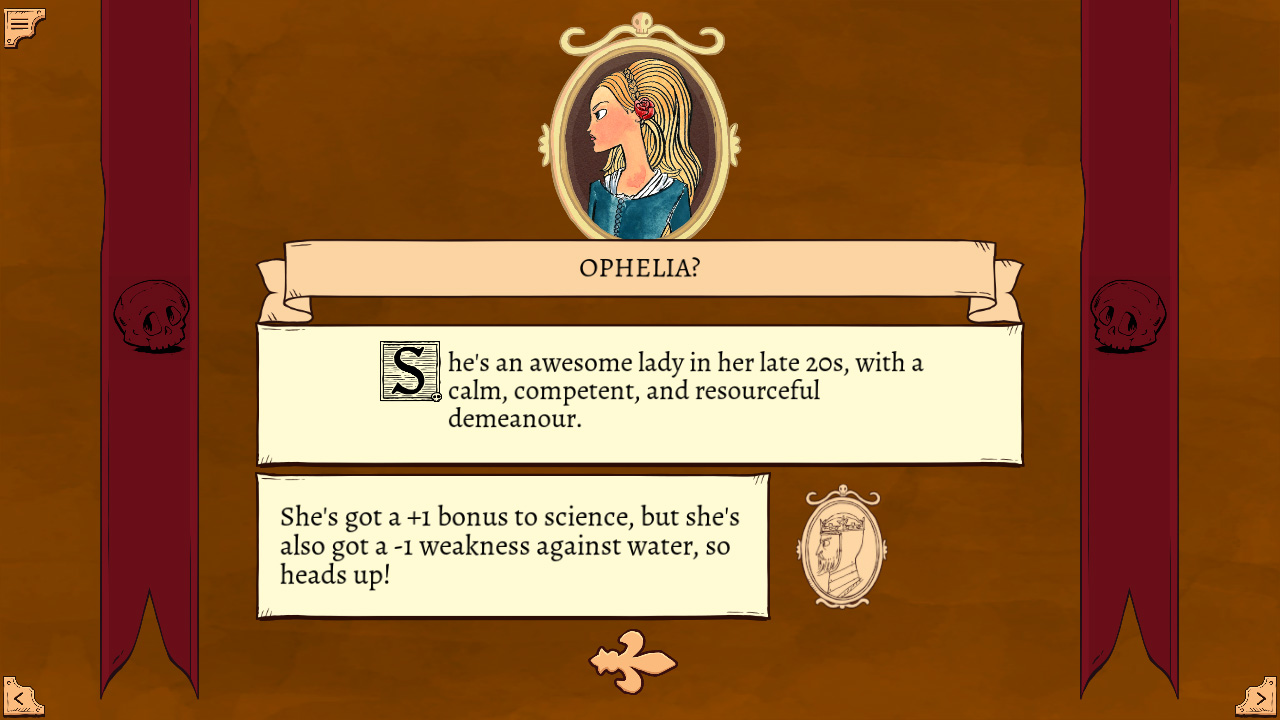 OPHELIA?
She's an awesome lady in her late 20s, with a
calm, competent, and resourceful
demeanour.
She's got a +1 bonus to science, but she's
also got a -1 weakness against water, so
heads up!